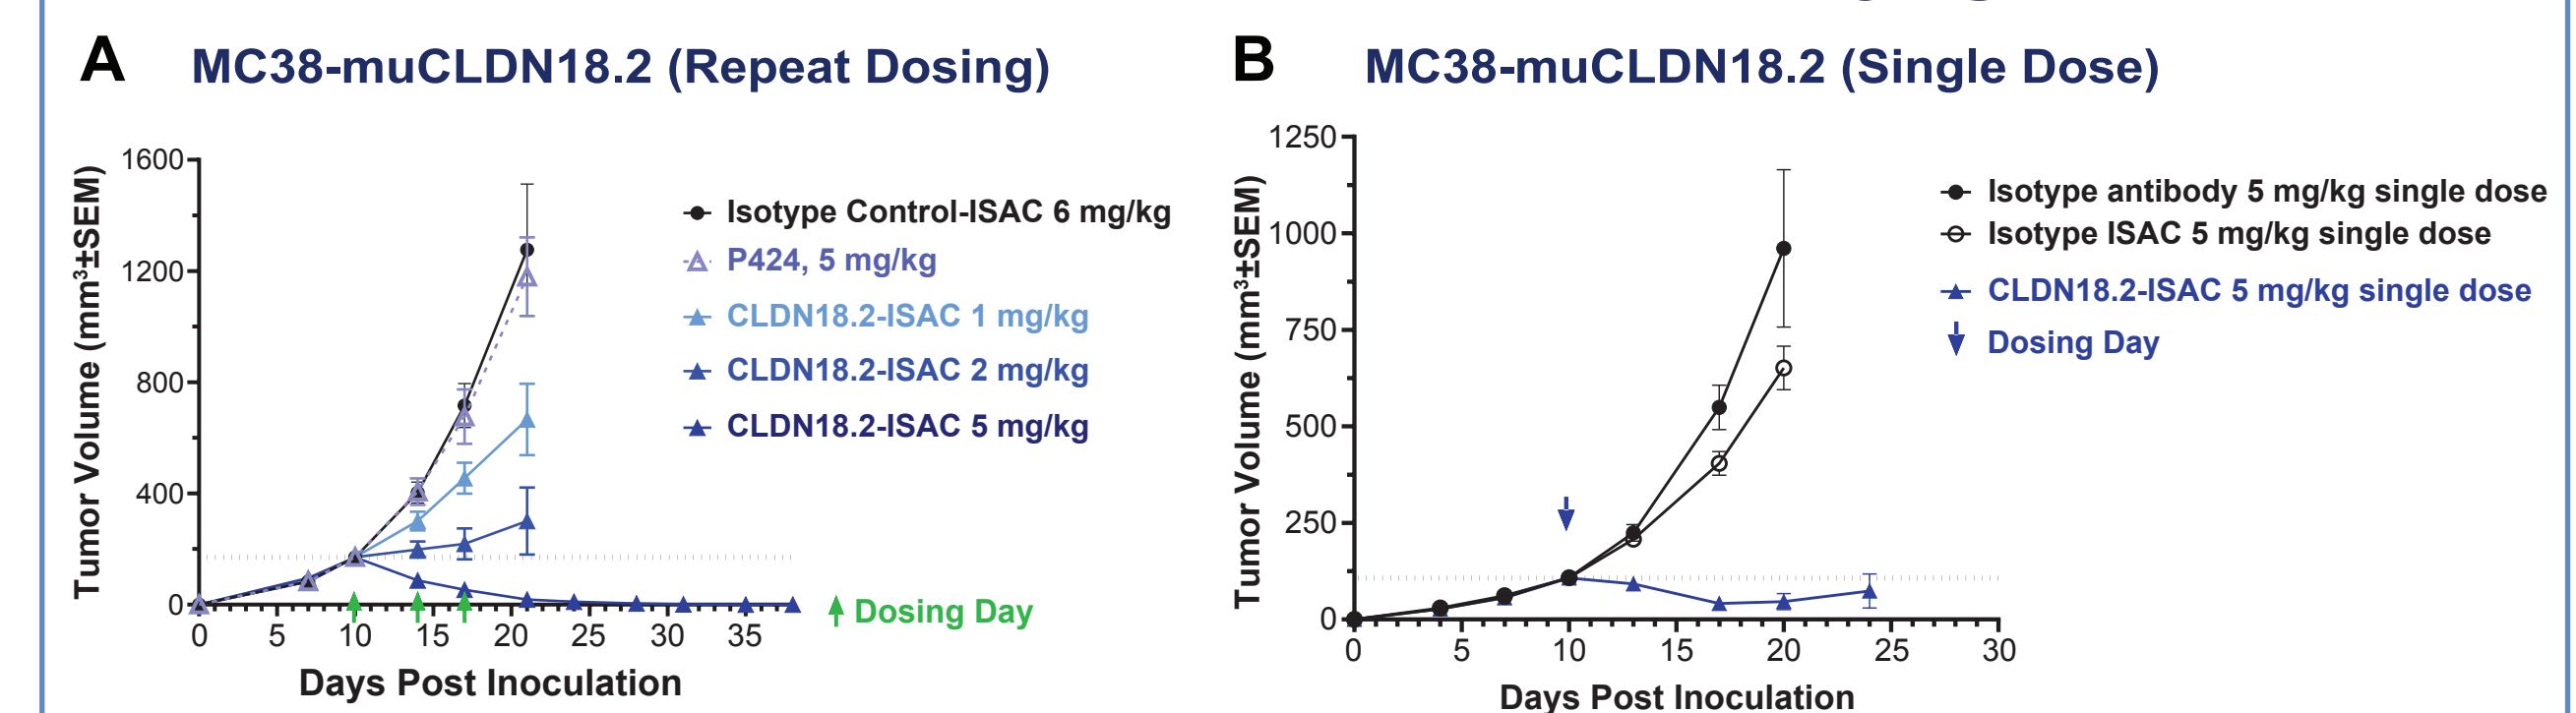 A MC38-muCLDN18.2 (Repeat Dosing)
Tumor Volume (mm³±SEM)
1600
1200
800
400
0
0 5 10 15 20 25 30 35
Days Post Inoculation
Isotype Control-ISAC 6 mg/kg
P424, 5 mg/kg
CLDN18.2-ISAC 1 mg/kg
CLDN18.2-ISAC 2 mg/kg
CLDN18.2-ISAC 5 mg/kg
Dosing Day
B MC38-muCLDN18.2 (Single Dose)
Tumor Volume (mm³±SEM)
1250
1000
750
500
250
0
0 5 10 15 20 25 30
Days Post Inoculation
Isotype antibody 5 mg/kg single dose
Isotype ISAC 5 mg/kg single dose
CLDN18.2-ISAC 5 mg/kg single dose
Dosing Day